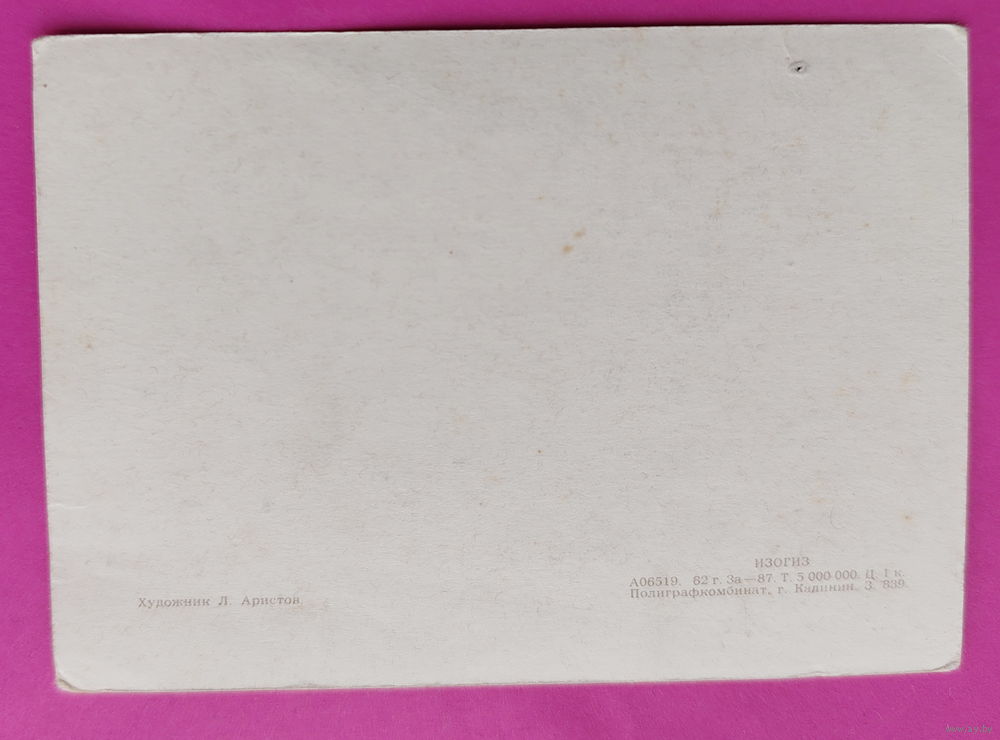 Художник Л. Аристов
ИЗОГИЗ
А06519. 62 г. 3а—87. Т. 5 000 000. Ц. 1 к.
Полиграфкомбинат, г. Калинин. З. 839.